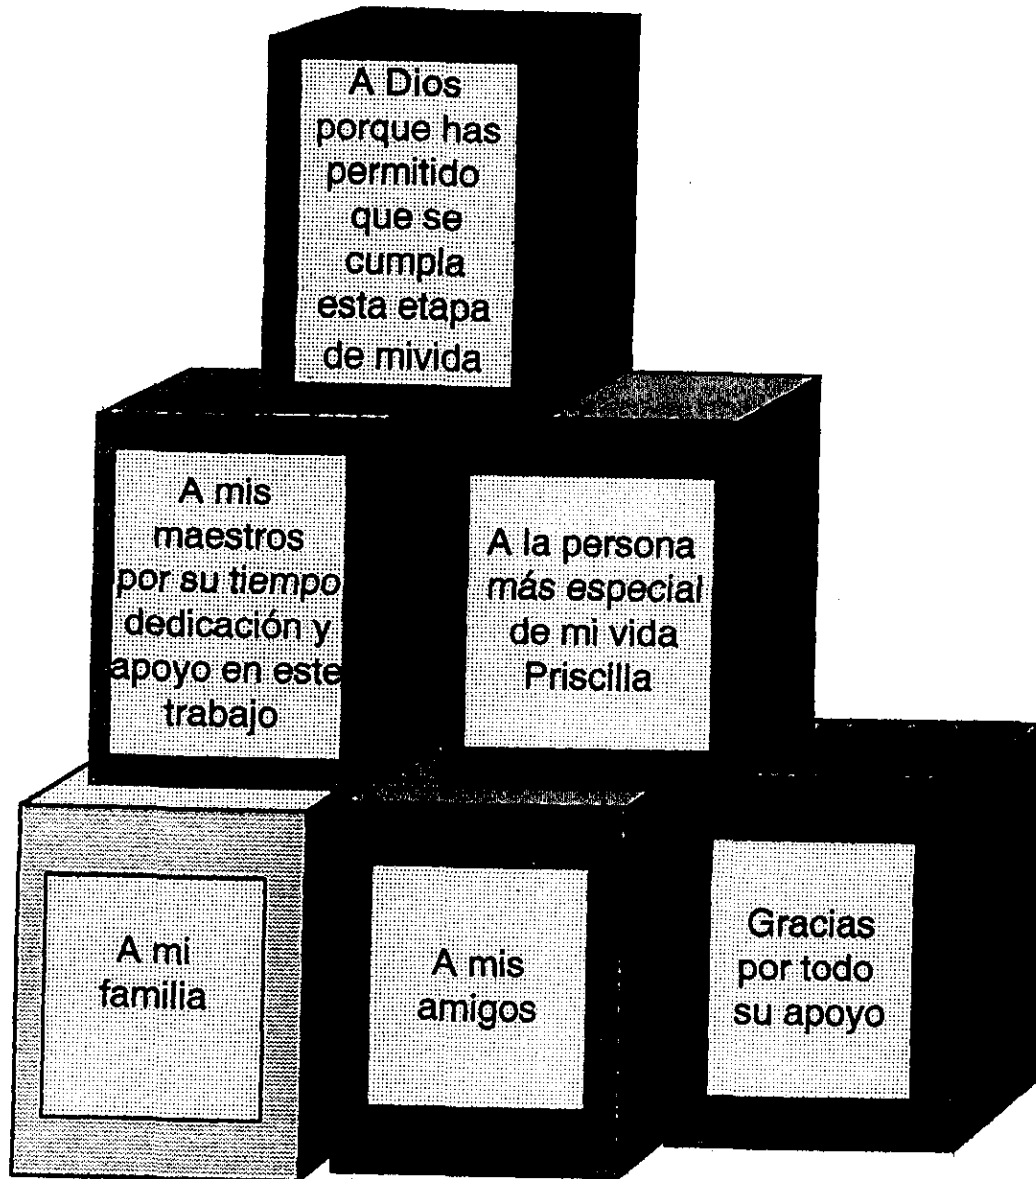 A Dios
porque has
permitido
que se
cumpla
esta etapa
de mivida
A mis
maestros
por su tiempo
dedicación y
apoyo en este
trabajo
A la persona
más especial
de mi vida
Priscilla
A mi
familia
A mis
amigos
Gracias
por todo
su apoyo